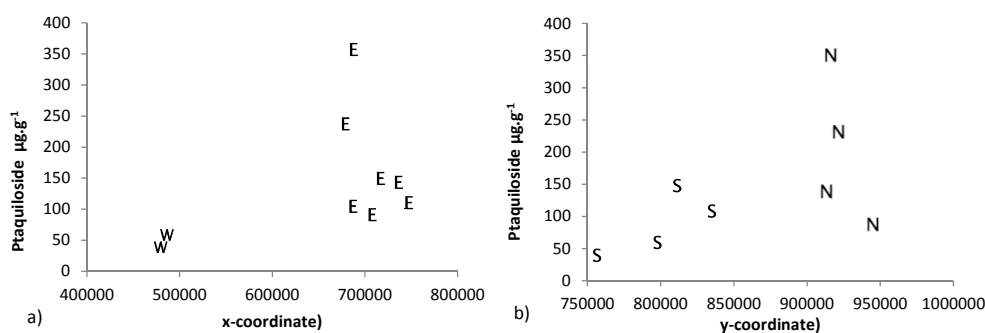 Ptaquiloside µg.g⁻¹
400
350
300
250
200
150
100
50
0
E
E
E
E
E
E
E
W
W
400000 500000 600000 700000 800000
a)
x-coordinate)
Ptaquiloside µg.g⁻¹
400
350
300
250
200
150
100
50
0
N
N
S
N
S
N
S
S
750000 800000 850000 900000 950000 1000000
b)
y-coordinate)